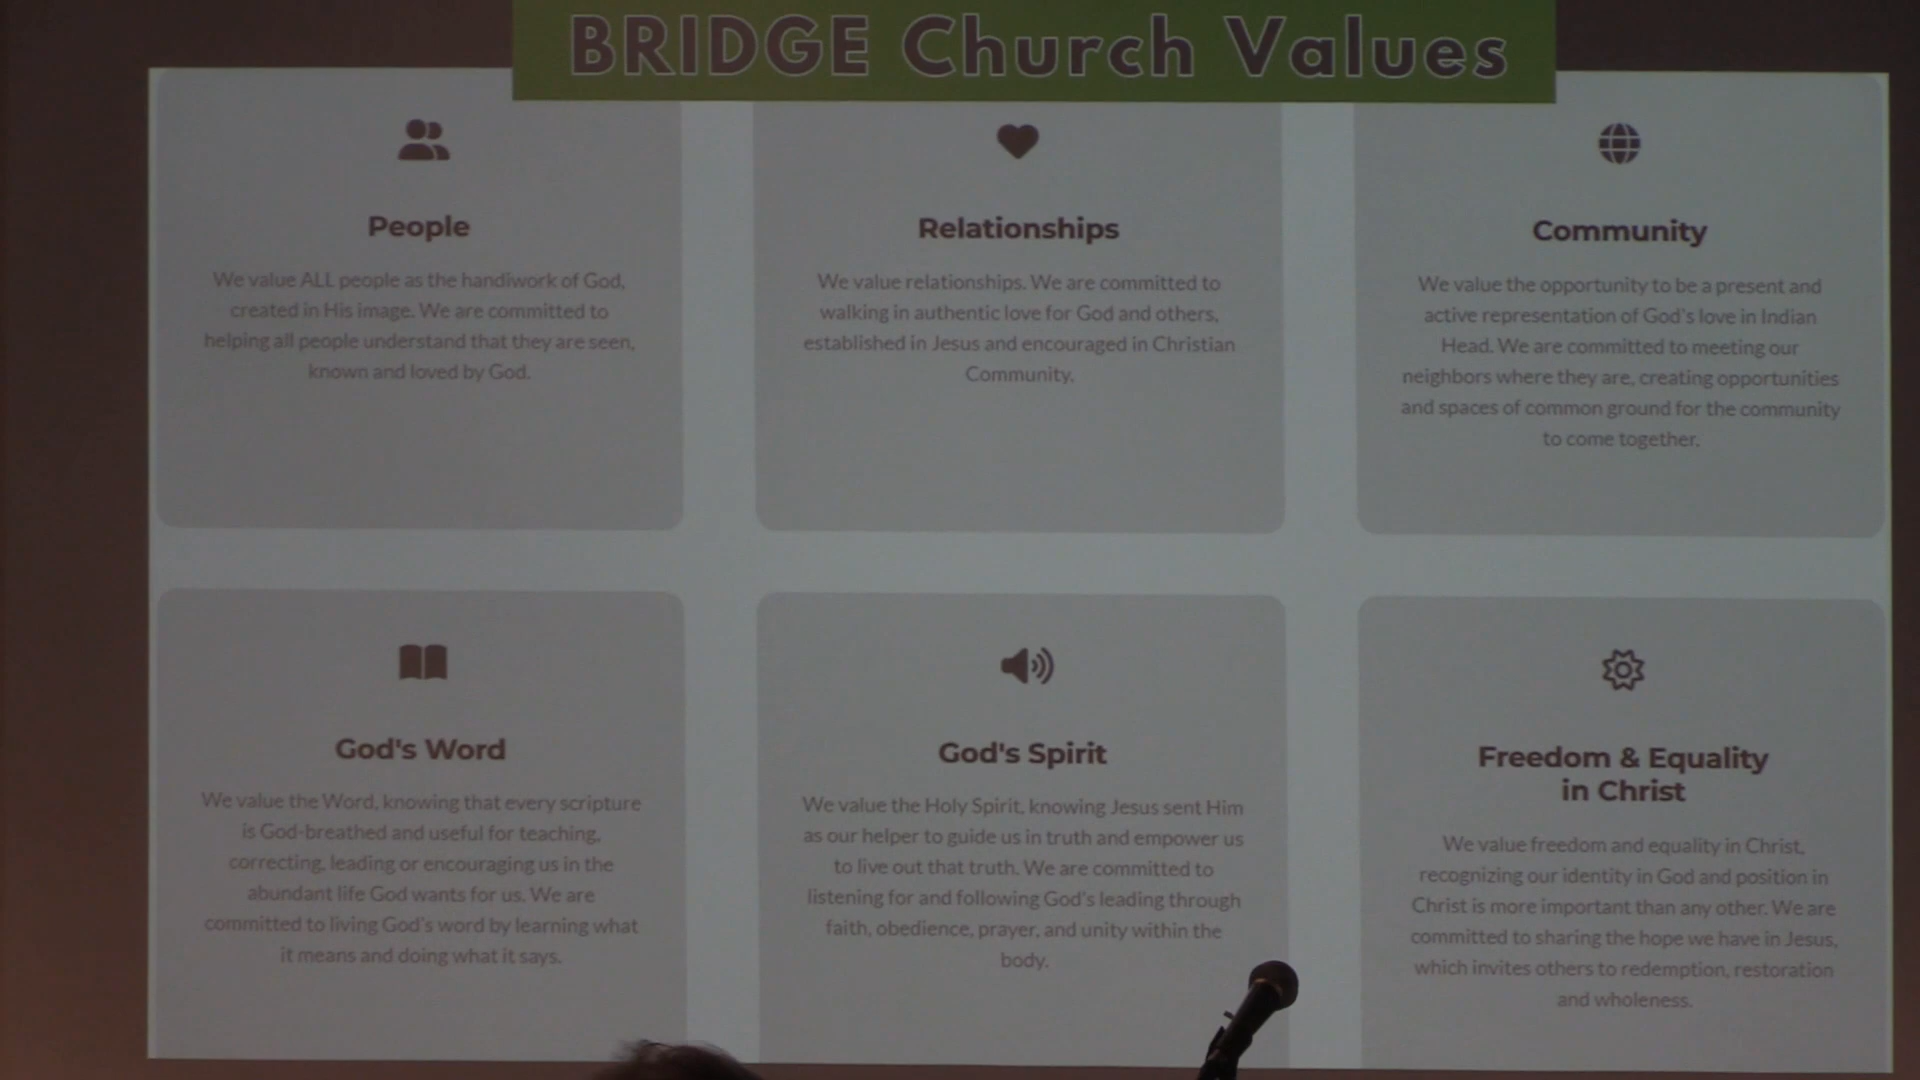 BRIDGE Church Values
People
We value ALL people as the handiwork of God,
created in His image. We are committed to
helping all people understand that they are seen,
known and loved by God.
Relationships
We value relationships. We are committed to
walking in authentic love for God and others,
established in Jesus and encouraged in Christian
Community.
Community
We value the opportunity to be a present and
active representation of God's love in Indian
Head. We are committed to meeting our
neighbors where they are, creating opportunities
and spaces of common ground for the community
to come together.
God's Word
We value the Word, knowing that every scripture
is God-breathed and useful for teaching,
correcting, leading or encouraging us in the
abundant life God wants for us. We are
committed to living God's word by learning what
it means and doing what it says.
God's Spirit
We value the Holy Spirit, knowing Jesus sent Him
as our helper to guide us in truth and empower us
to live out that truth. We are committed to
listening for and following God's leading through
faith, obedience, prayer, and unity within the
body.
Freedom & Equality
in Christ
We value freedom and equality in Christ,
recognizing our identity in God and position in
Christ is more important than any other. We are
committed to sharing the hope we have in Jesus,
which invites others to redemption, restoration
and wholeness.